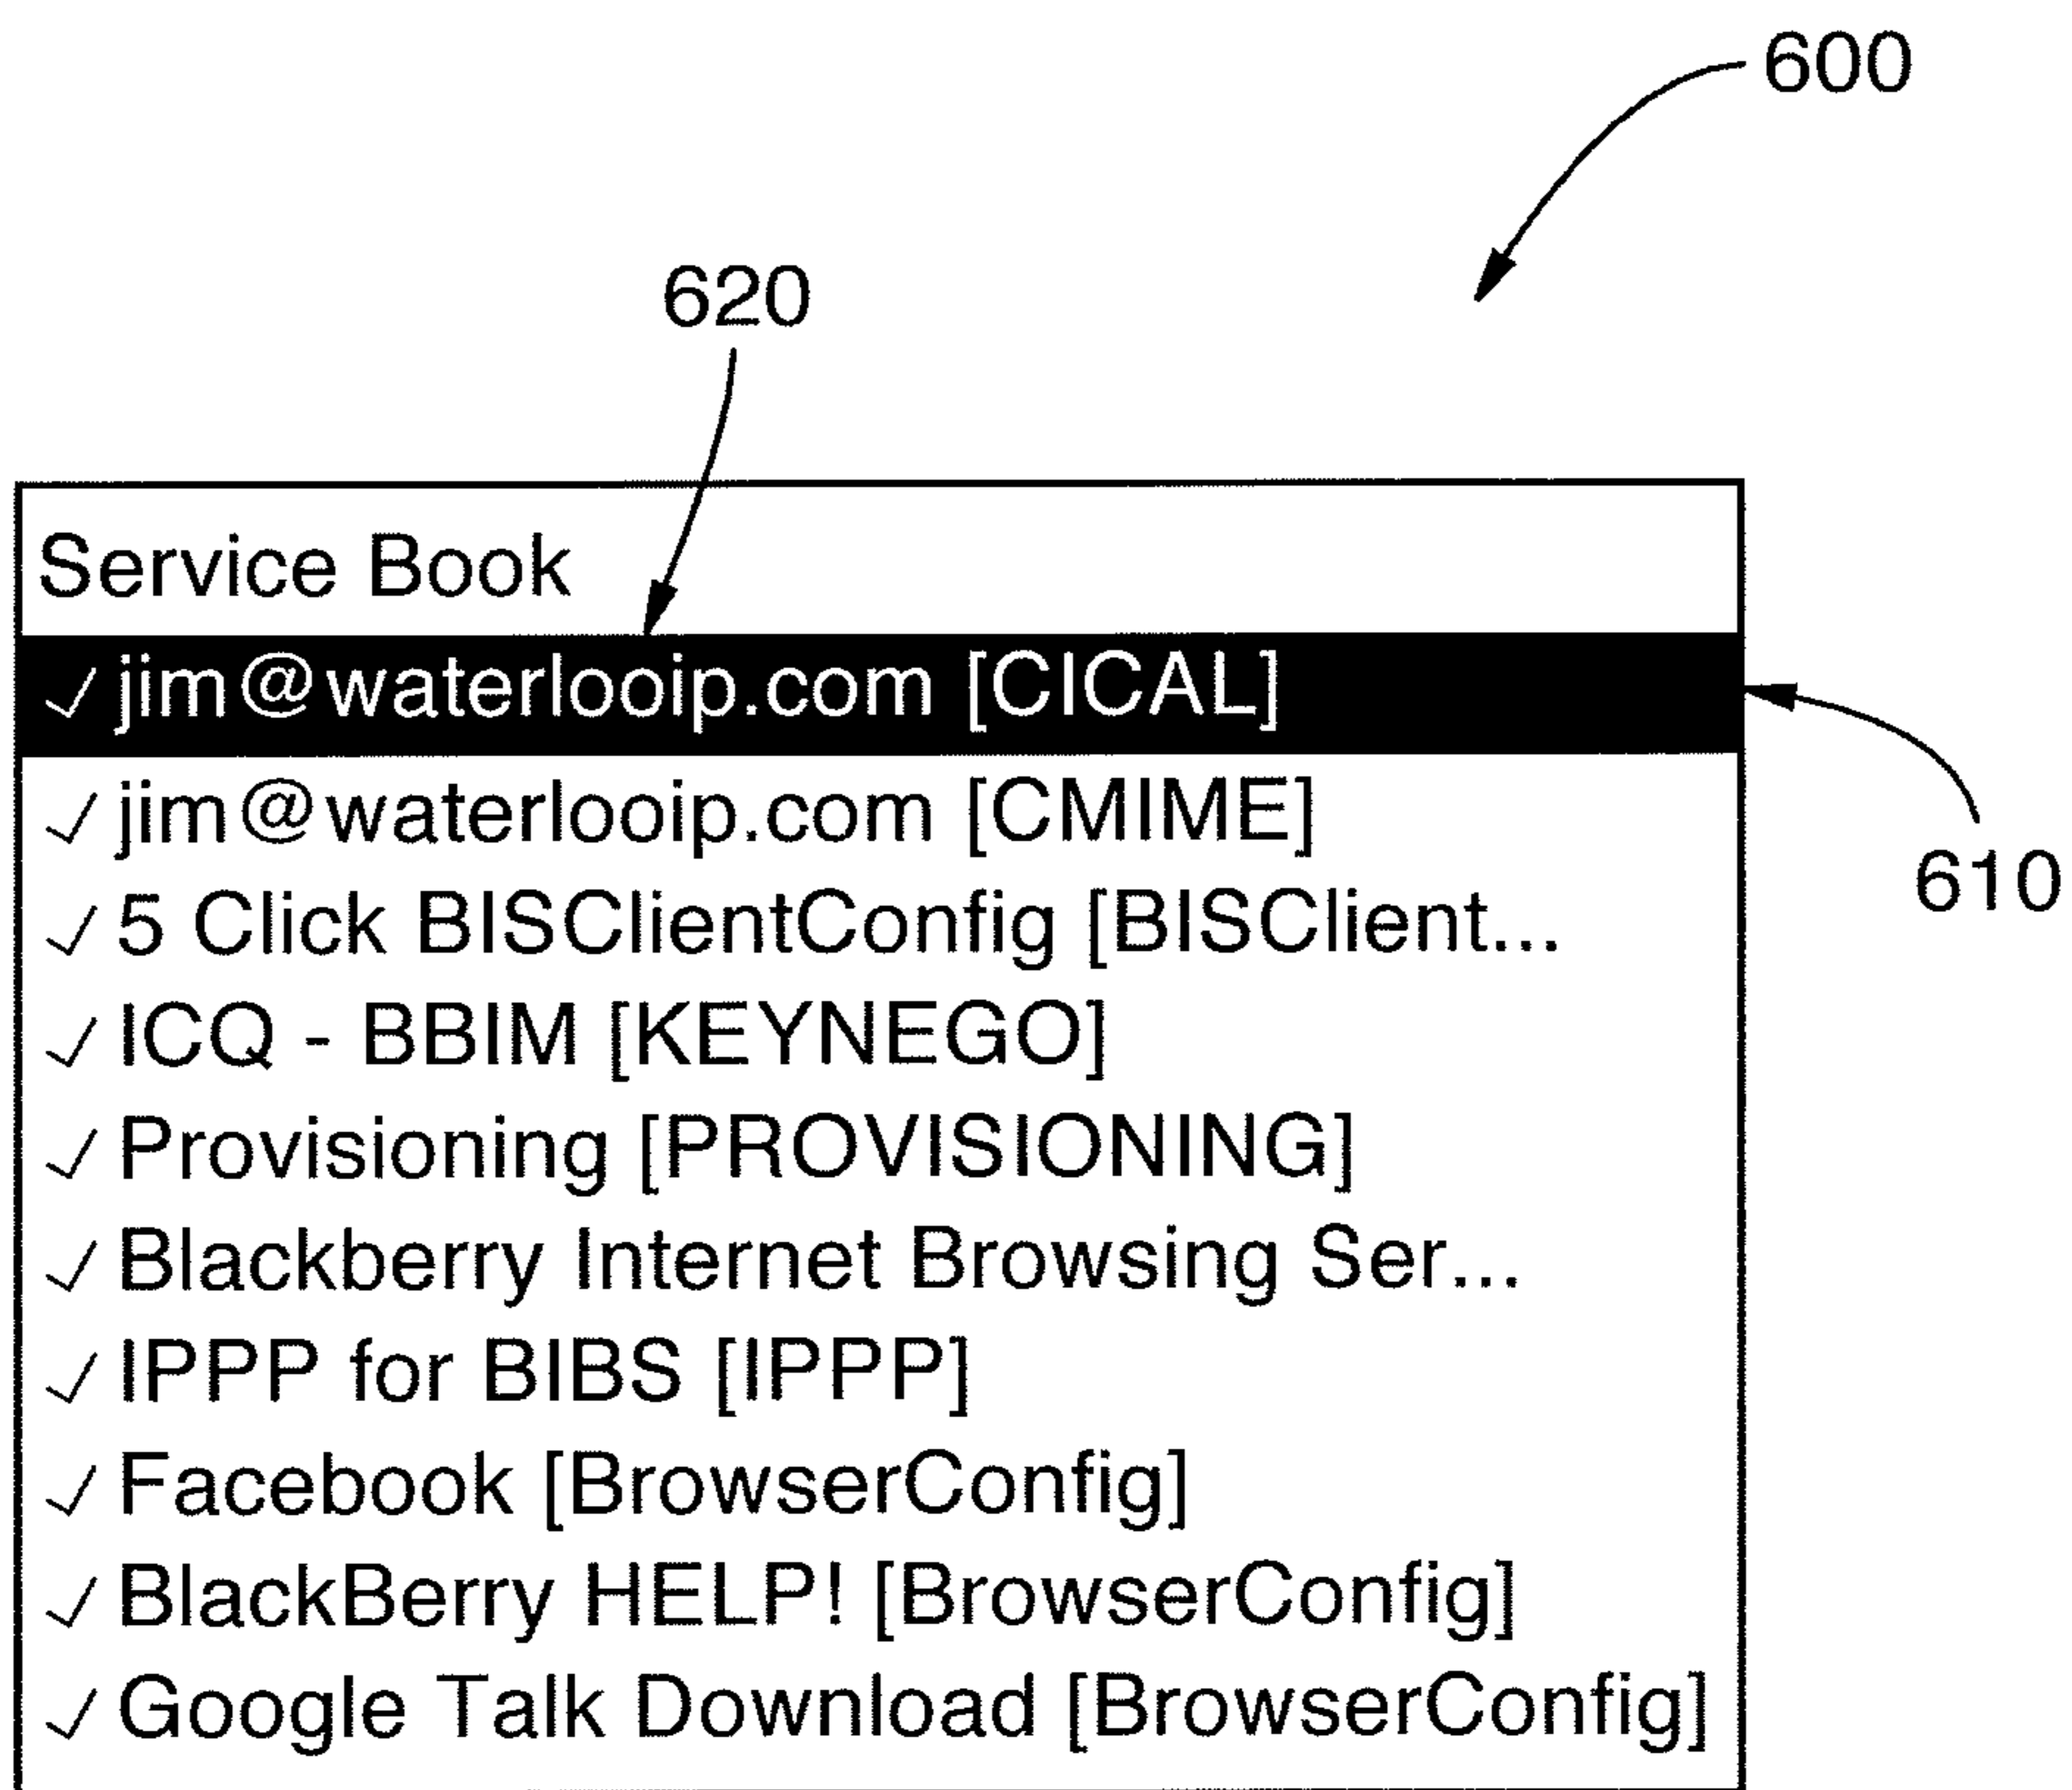 600
620
Service Book
✓ jim@waterlooip.com [CICAL]
✓ jim@waterlooip.com [CMIME]
610
✓ 5 Click BISClientConfig [BISClient...
✓ ICQ - BBIM [KEYNEGO]
✓ Provisioning [PROVISIONING]
✓ Blackberry Internet Browsing Ser...
✓ IPPP for BIBS [IPPP]
✓ Facebook [BrowserConfig]
✓ BlackBerry HELP! [BrowserConfig]
✓ Google Talk Download [BrowserConfig]